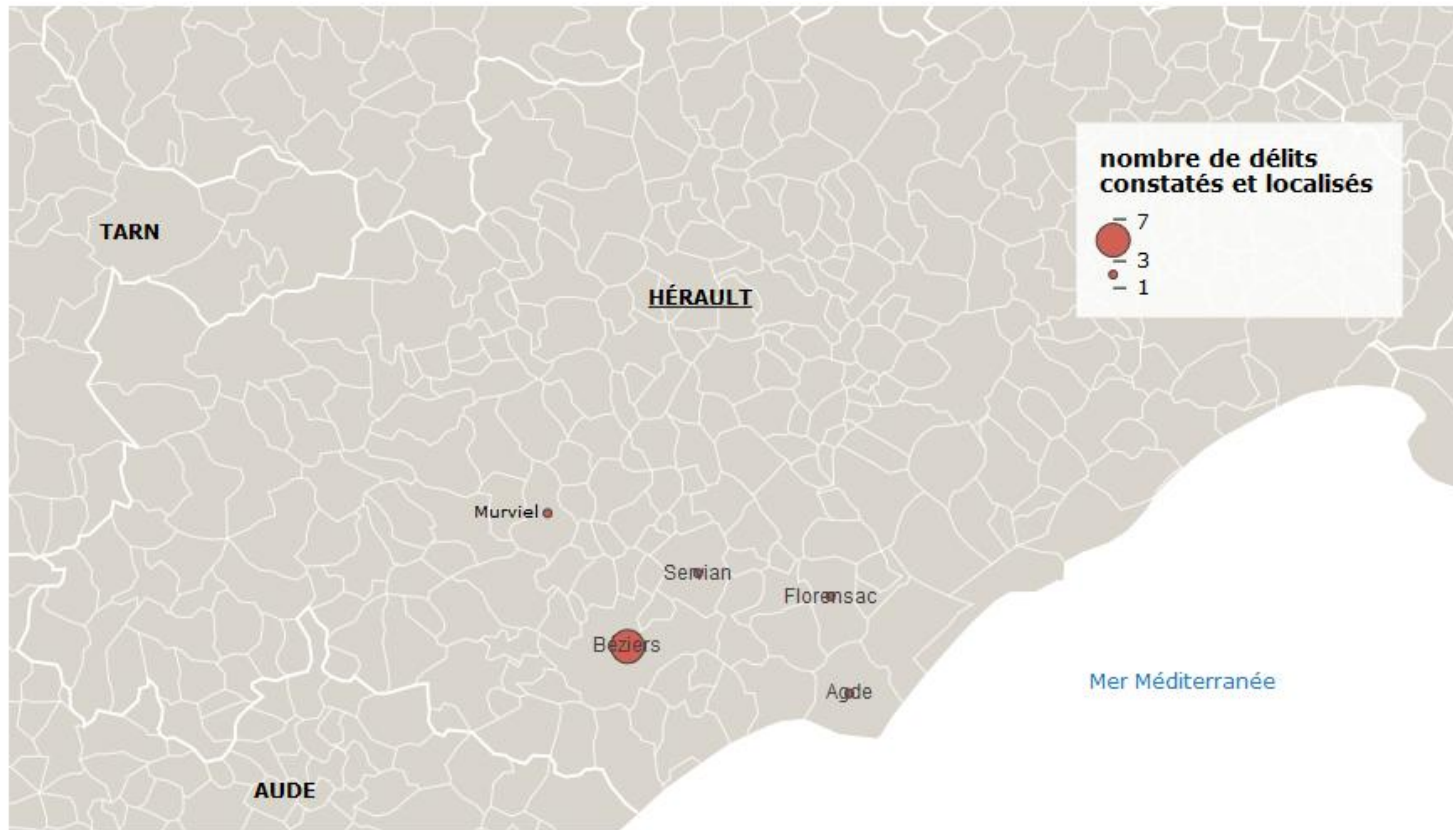 nombre de délits
constatés et localisés
7
3
1
TARN
HÉRAULT
Murviel
Servian
Florensac
Béziers
Agde
Mer Méditerranée
AUDE